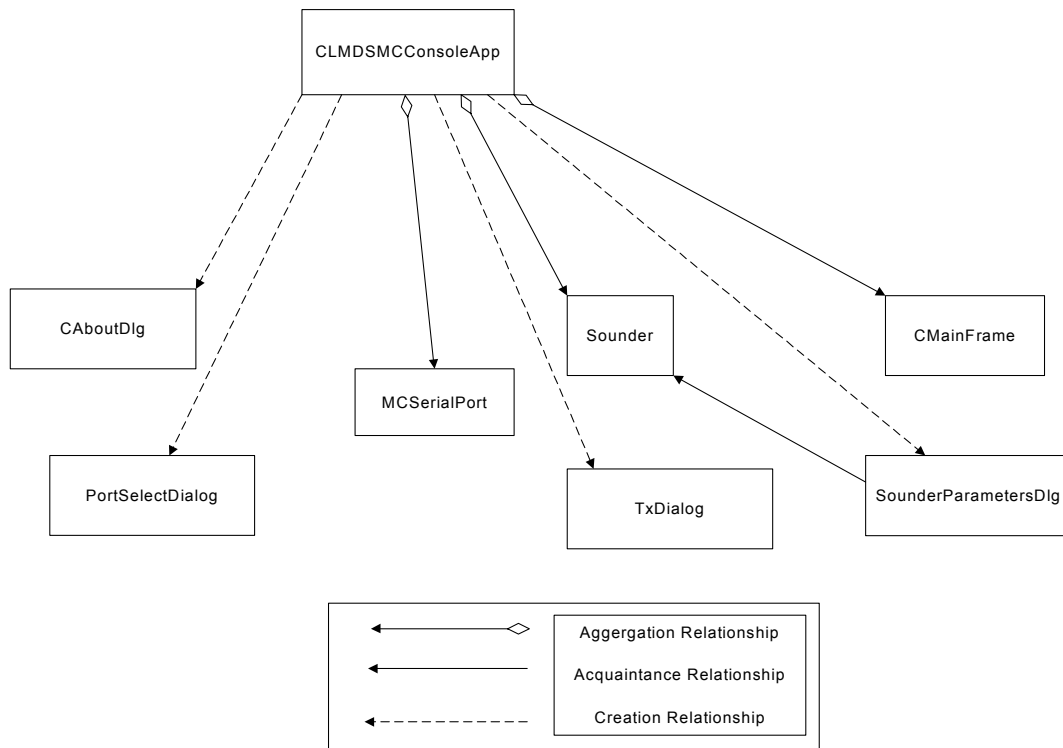 CLMDSMCConsoleApp
CAboutDlg
Sounder
CMainFrame
MCSerialPort
PortSelectDialog
TxDialog
SounderParametersDlg
Aggergation Relationship
Acquaintance Relationship
Creation Relationship